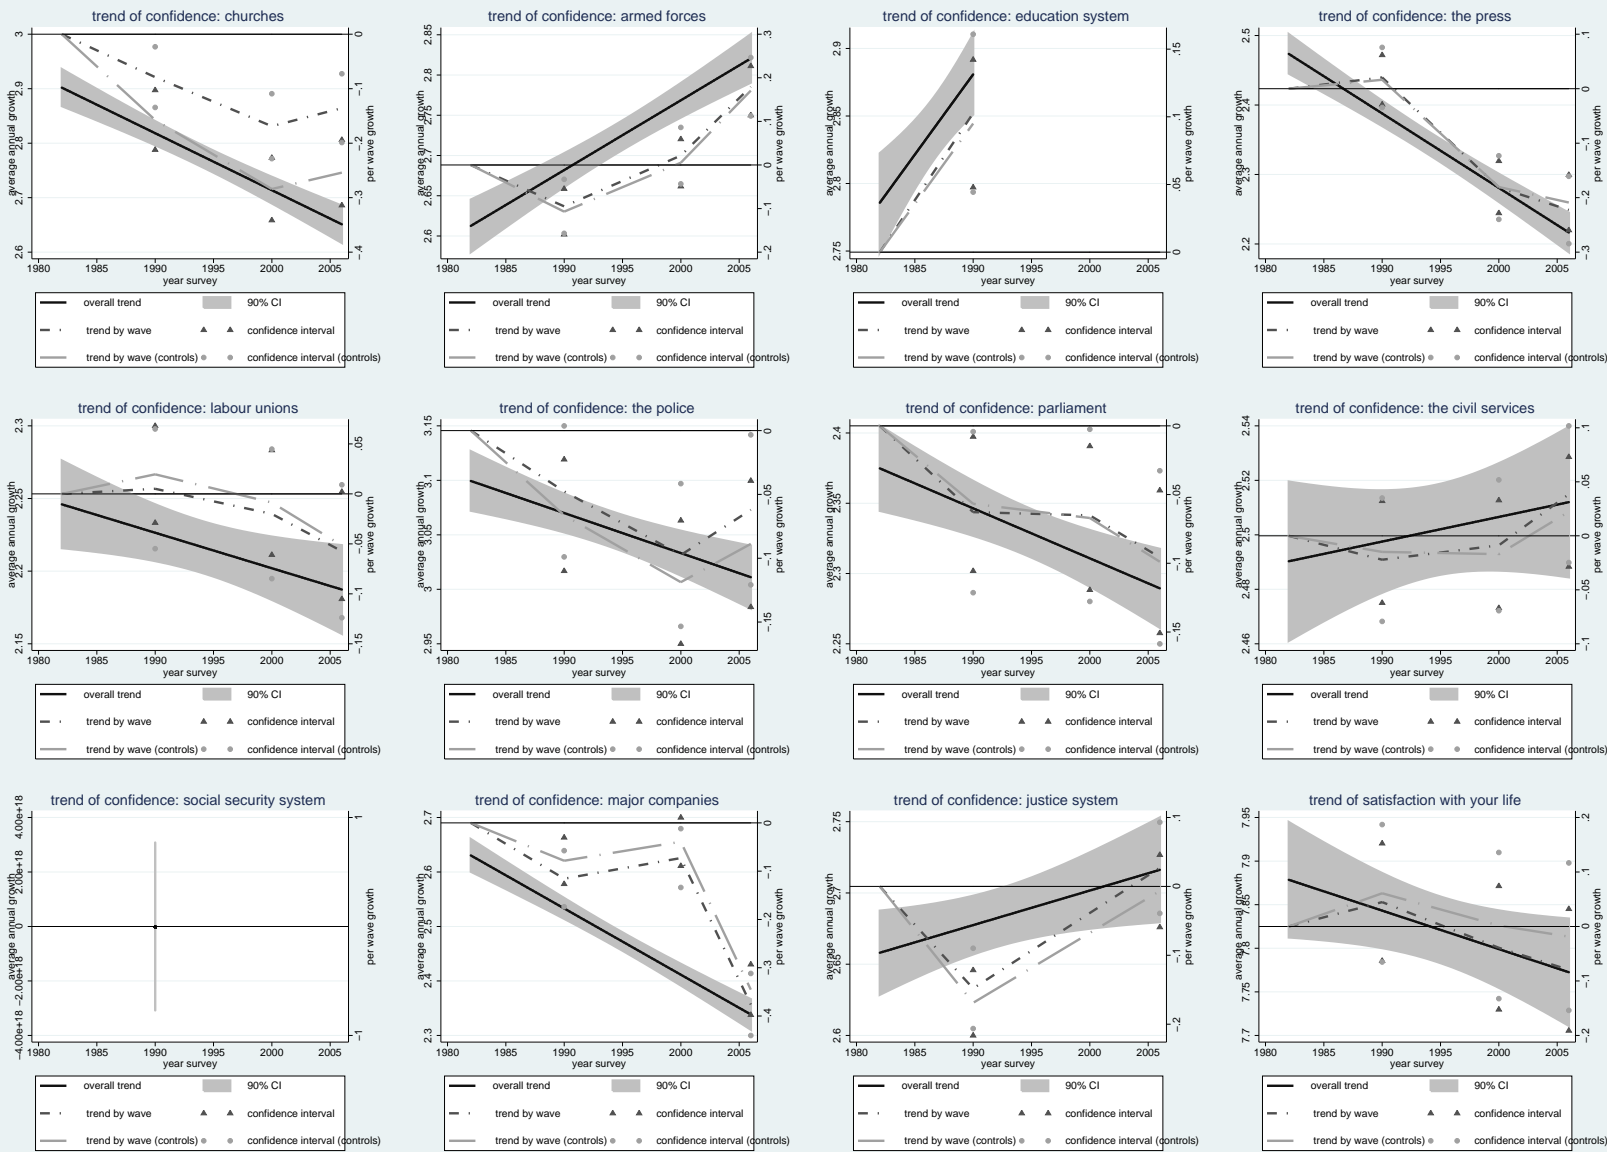 trend of confidence: churches
3
2.9
2.8
2.7
2.6
average annual growth
0
-.1
-.2
-.3
-.4
per wave growth
1980 1985 1990 1995 2000 2005
year survey
overall trend 90% CI
trend by wave confidence interval
trend by wave (controls) confidence interval (controls)
trend of confidence: armed forces
2.85
2.8
2.75
2.7
2.65
2.6
average annual growth
.3
.2
.1
0
-.1
-.2
per wave growth
1980 1985 1990 1995 2000 2005
year survey
overall trend 90% CI
trend by wave confidence interval
trend by wave (controls) confidence interval (controls)
trend of confidence: education system
2.9
2.85
2.8
2.75
average annual growth
.15
.1
.05
0
per wave growth
1980 1985 1990 1995 2000 2005
year survey
overall trend 90% CI
trend by wave confidence interval
trend by wave (controls) confidence interval (controls)
trend of confidence: the press
2.5
2.4
2.3
2.2
average annual growth
.1
0
-.1
-.2
-.3
per wave growth
1980 1985 1990 1995 2000 2005
year survey
overall trend 90% CI
trend by wave confidence interval
trend by wave (controls) confidence interval (controls)
trend of confidence: labour unions
2.3
2.25
2.2
2.15
average annual growth
.05
0
-.05
-.1
-.15
per wave growth
1980 1985 1990 1995 2000 2005
year survey
overall trend 90% CI
trend by wave confidence interval
trend by wave (controls) confidence interval (controls)
trend of confidence: the police
3.15
3.1
3.05
3
2.95
average annual growth
0
-.05
-.1
-.15
per wave growth
1980 1985 1990 1995 2000 2005
year survey
overall trend 90% CI
trend by wave confidence interval
trend by wave (controls) confidence interval (controls)
trend of confidence: parliament
2.4
2.35
2.3
2.25
average annual growth
0
-.05
-.1
-.15
per wave growth
1980 1985 1990 1995 2000 2005
year survey
overall trend 90% CI
trend by wave confidence interval
trend by wave (controls) confidence interval (controls)
trend of confidence: the civil services
2.54
2.52
2.5
2.48
2.46
average annual growth
.1
.05
0
-.05
-.1
per wave growth
1980 1985 1990 1995 2000 2005
year survey
overall trend 90% CI
trend by wave confidence interval
trend by wave (controls) confidence interval (controls)
trend of confidence: social security system
4.00e+18
2.00e+18
0
-2.00e+18
-4.00e+18
average annual growth
1
-1
per wave growth
1980 1985 1990 1995 2000 2005
year survey
overall trend 90% CI
trend by wave confidence interval
trend by wave (controls) confidence interval (controls)
trend of confidence: major companies
2.7
2.6
2.5
2.4
2.3
average annual growth
0
-.1
-.2
-.3
-.4
per wave growth
1980 1985 1990 1995 2000 2005
year survey
overall trend 90% CI
trend by wave confidence interval
trend by wave (controls) confidence interval (controls)
trend of confidence: justice system
2.75
2.7
2.65
2.6
average annual growth
.1
0
-.1
-.2
per wave growth
1980 1985 1990 1995 2000 2005
year survey
overall trend 90% CI
trend by wave confidence interval
trend by wave (controls) confidence interval (controls)
trend of satisfaction with your life
7.95
7.9
7.85
7.8
7.75
7.7
average annual growth
.2
.1
0
-.1
-.2
per wave growth
1980 1985 1990 1995 2000 2005
year survey
overall trend 90% CI
trend by wave confidence interval
trend by wave (controls) confidence interval (controls)